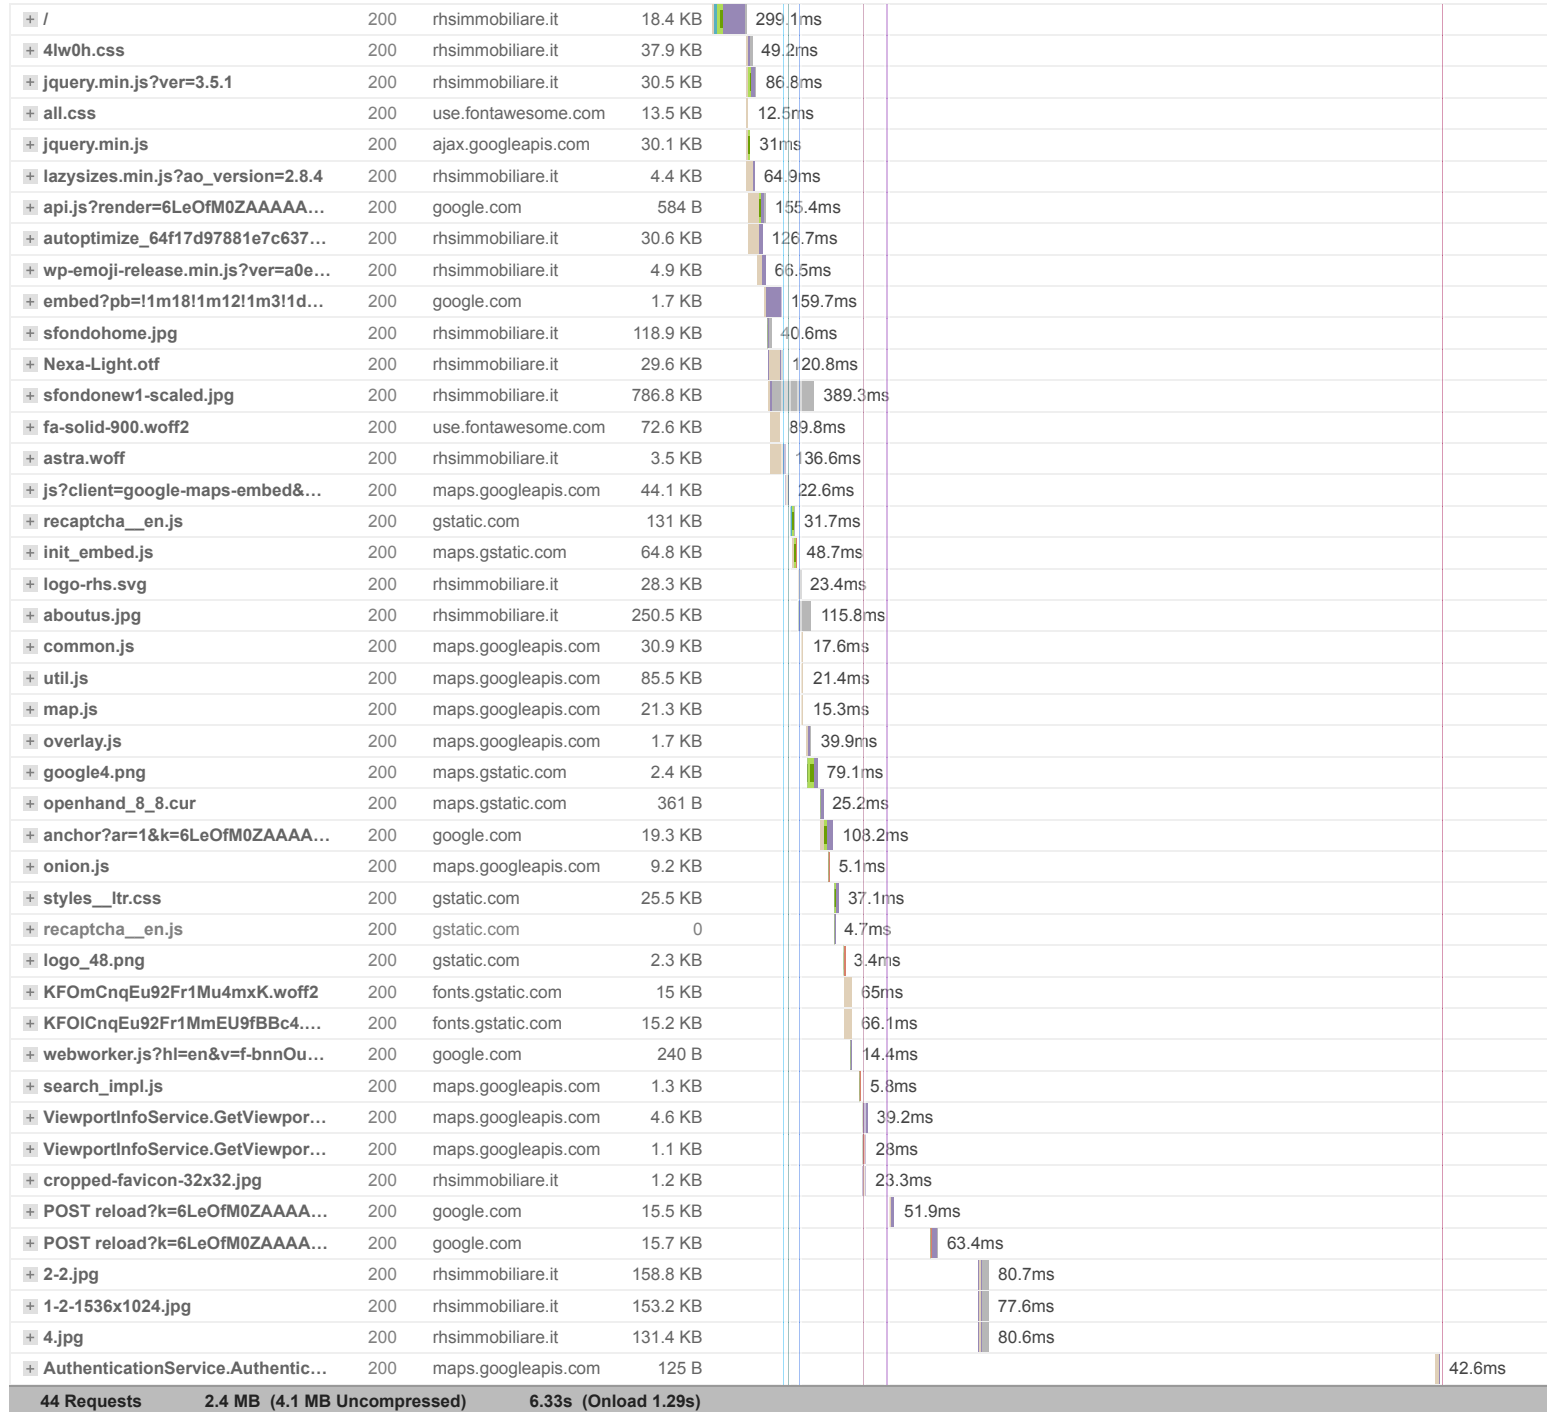 + / 200 rhsimmobiliare.it 18.4 KB 299.1ms
+ 4lw0h.css 200 rhsimmobiliare.it 37.9 KB 49.2ms
+ jquery.min.js?ver=3.5.1 200 rhsimmobiliare.it 30.5 KB 86.8ms
+ all.css 200 use.fontawesome.com 13.5 KB 12.5ms
+ jquery.min.js 200 ajax.googleapis.com 30.1 KB 31ms
+ lazysizes.min.js?ao_version=2.8.4 200 rhsimmobiliare.it 4.4 KB 64.9ms
+ api.js?render=6LeOfM0ZAAAAA... 200 google.com 584 B 155.4ms
+ autoptimize_64f17d97881e7c637... 200 rhsimmobiliare.it 30.6 KB 126.7ms
+ wp-emoji-release.min.js?ver=a0e... 200 rhsimmobiliare.it 4.9 KB 66.5ms
+ embed?pb=!1m18!1m12!1m3!1d... 200 google.com 1.7 KB 159.7ms
+ sfondohome.jpg 200 rhsimmobiliare.it 118.9 KB 40.6ms
+ Nexa-Light.otf 200 rhsimmobiliare.it 29.6 KB 120.8ms
+ sfondonew1-scaled.jpg 200 rhsimmobiliare.it 786.8 KB 389.3ms
+ fa-solid-900.woff2 200 use.fontawesome.com 72.6 KB 89.8ms
+ astra.woff 200 rhsimmobiliare.it 3.5 KB 136.6ms
+ js?client=google-maps-embed&... 200 maps.googleapis.com 44.1 KB 22.6ms
+ recaptcha__en.js 200 gstatic.com 131 KB 31.7ms
+ init_embed.js 200 maps.gstatic.com 64.8 KB 48.7ms
+ logo-rhs.svg 200 rhsimmobiliare.it 28.3 KB 23.4ms
+ aboutus.jpg 200 rhsimmobiliare.it 250.5 KB 115.8ms
+ common.js 200 maps.googleapis.com 30.9 KB 17.6ms
+ util.js 200 maps.googleapis.com 85.5 KB 21.4ms
+ map.js 200 maps.googleapis.com 21.3 KB 15.3ms
+ overlay.js 200 maps.googleapis.com 1.7 KB 39.9ms
+ google4.png 200 maps.gstatic.com 2.4 KB 79.1ms
+ openhand_8_8.cur 200 maps.gstatic.com 361 B 25.2ms
+ anchor?ar=1&k=6LeOfM0ZAAAA... 200 google.com 19.3 KB 108.2ms
+ onion.js 200 maps.googleapis.com 9.2 KB 5.1ms
+ styles__ltr.css 200 gstatic.com 25.5 KB 37.1ms
+ recaptcha__en.js 200 gstatic.com 0 4.7ms
+ logo_48.png 200 gstatic.com 2.3 KB 3.4ms
+ KFOmCnqEu92Fr1Mu4mxK.woff2 200 fonts.gstatic.com 15 KB 65ms
+ KFOlCnqEu92Fr1MmEU9fBBc4.... 200 fonts.gstatic.com 15.2 KB 66.1ms
+ webworker.js?hl=en&v=f-bnnOu... 200 google.com 240 B 14.4ms
+ search_impl.js 200 maps.googleapis.com 1.3 KB 5.8ms
+ ViewportInfoService.GetViewpor... 200 maps.googleapis.com 4.6 KB 39.2ms
+ ViewportInfoService.GetViewpor... 200 maps.googleapis.com 1.1 KB 28ms
+ cropped-favicon-32x32.jpg 200 rhsimmobiliare.it 1.2 KB 23.3ms
+ POST reload?k=6LeOfM0ZAAAA... 200 google.com 15.5 KB 51.9ms
+ POST reload?k=6LeOfM0ZAAAA... 200 google.com 15.7 KB 63.4ms
+ 2-2.jpg 200 rhsimmobiliare.it 158.8 KB 80.7ms
+ 1-2-1536x1024.jpg 200 rhsimmobiliare.it 153.2 KB 77.6ms
+ 4.jpg 200 rhsimmobiliare.it 131.4 KB 80.6ms
+ AuthenticationService.Authentic... 200 maps.googleapis.com 125 B 42.6ms
44 Requests 2.4 MB (4.1 MB Uncompressed) 6.33s (Onload 1.29s)